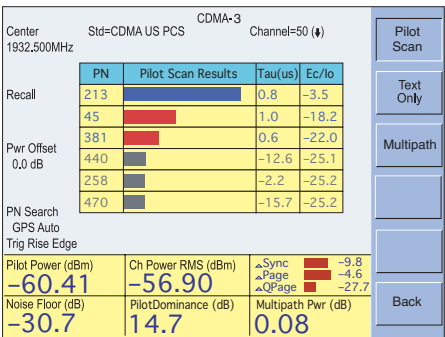 CDMA-3
Center Std=CDMA US PCS Channel=50 (⬇)
1932.500MHz
Pilot Scan
PN Pilot Scan Results Tau(us) Ec/Io
Recall 213 0.8 -3.5
Text Only
45 1.0 -18.2
381 0.6 -22.0
Multipath
Pwr Offset
0.0 dB
440 -12.6 -25.1
258 -2.2 -25.2
470 -15.7 -25.2
PN Search
GPS Auto
Trig Rise Edge
Pilot Power (dBm) Ch Power RMS (dBm)
-60.41 -56.90
▵Sync -9.8
▵Page -4.6
▵QPage -27.7
Noise Floor (dB) PilotDominance (dB) Multipath Pwr (dB)
-30.7 14.7 0.08
Back